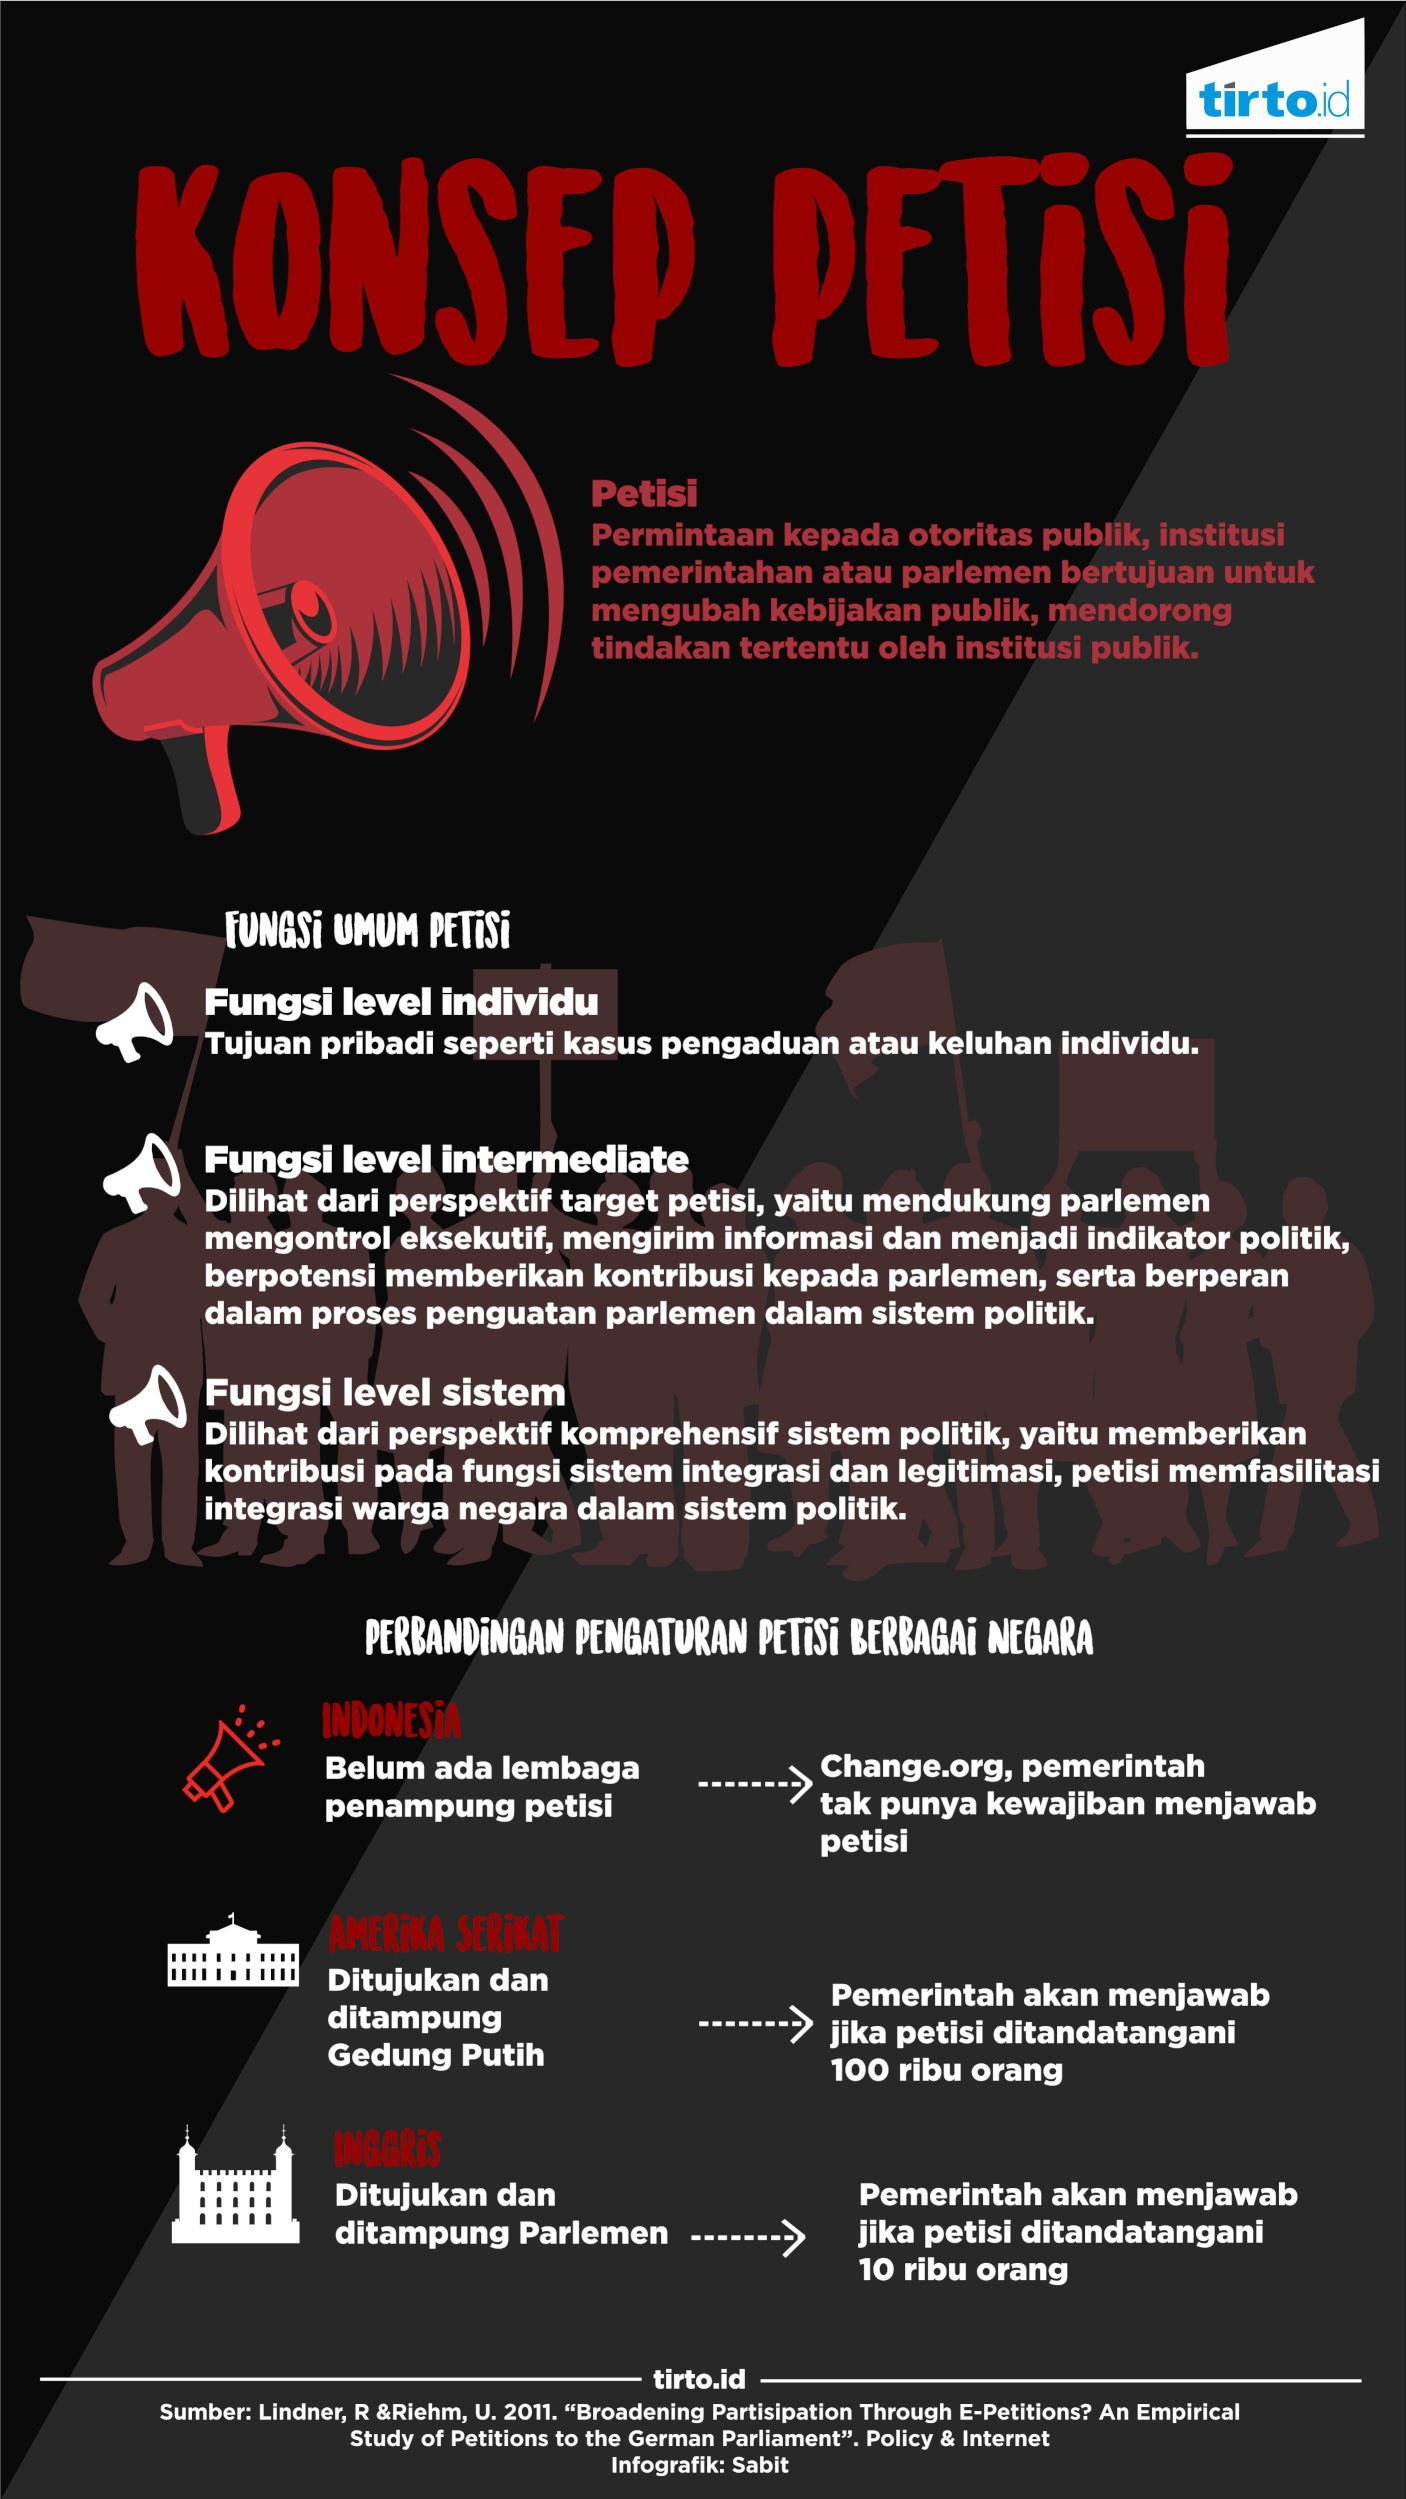 tirto.id
KONSEP PETISI
Petisi
Permintaan kepada otoritas publik, institusi
pemerintahan atau parlemen bertujuan untuk
mengubah kebijakan publik, mendorong
tindakan tertentu oleh institusi publik.
FUNGSI UMUM PETISI
Fungsi level individu
Tujuan pribadi seperti kasus pengaduan atau keluhan individu.
Fungsi level intermediate
Dilihat dari perspektif target petisi, yaitu mendukung parlemen
mengontrol eksekutif, mengirim informasi dan menjadi indikator politik,
berpotensi memberikan kontribusi kepada parlemen, serta berperan
dalam proses penguatan parlemen dalam sistem politik.
Fungsi level sistem
Dilihat dari perspektif komprehensif sistem politik, yaitu memberikan
kontribusi pada fungsi sistem integrasi dan legitimasi, petisi memfasilitasi
integrasi warga negara dalam sistem politik.
PERBANDINGAN PENGATURAN PETISI BERBAGAI NEGARA
INDONESIA
Belum ada lembaga
penampung petisi
Change.org, pemerintah
tak punya kewajiban menjawab
petisi
AMERIKA SERIKAT
Ditujukan dan
ditampung
Gedung Putih
Pemerintah akan menjawab
jika petisi ditandatangani
100 ribu orang
INGGRIS
Ditujukan dan
ditampung Parlemen
Pemerintah akan menjawab
jika petisi ditandatangani
10 ribu orang
tirto.id
Sumber: Lindner, R &Riehm, U. 2011. “Broadening Partisipation Through E-Petitions? An Empirical
Study of Petitions to the German Parliament”. Policy & Internet
Infografik: Sabit